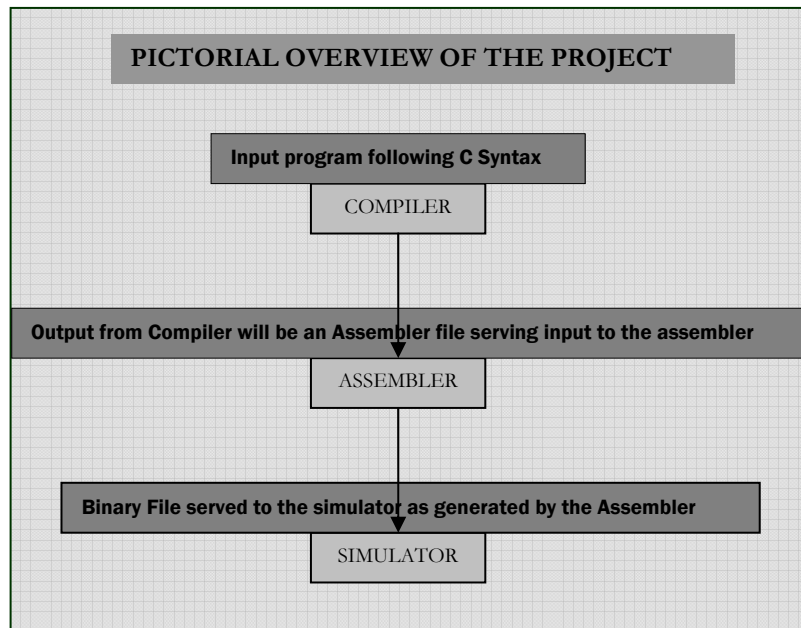 PICTORIAL OVERVIEW OF THE PROJECT
Input program following C Syntax
COMPILER
Output from Compiler will be an Assembler file serving input to the assembler
ASSEMBLER
Binary File served to the simulator as generated by the Assembler
SIMULATOR